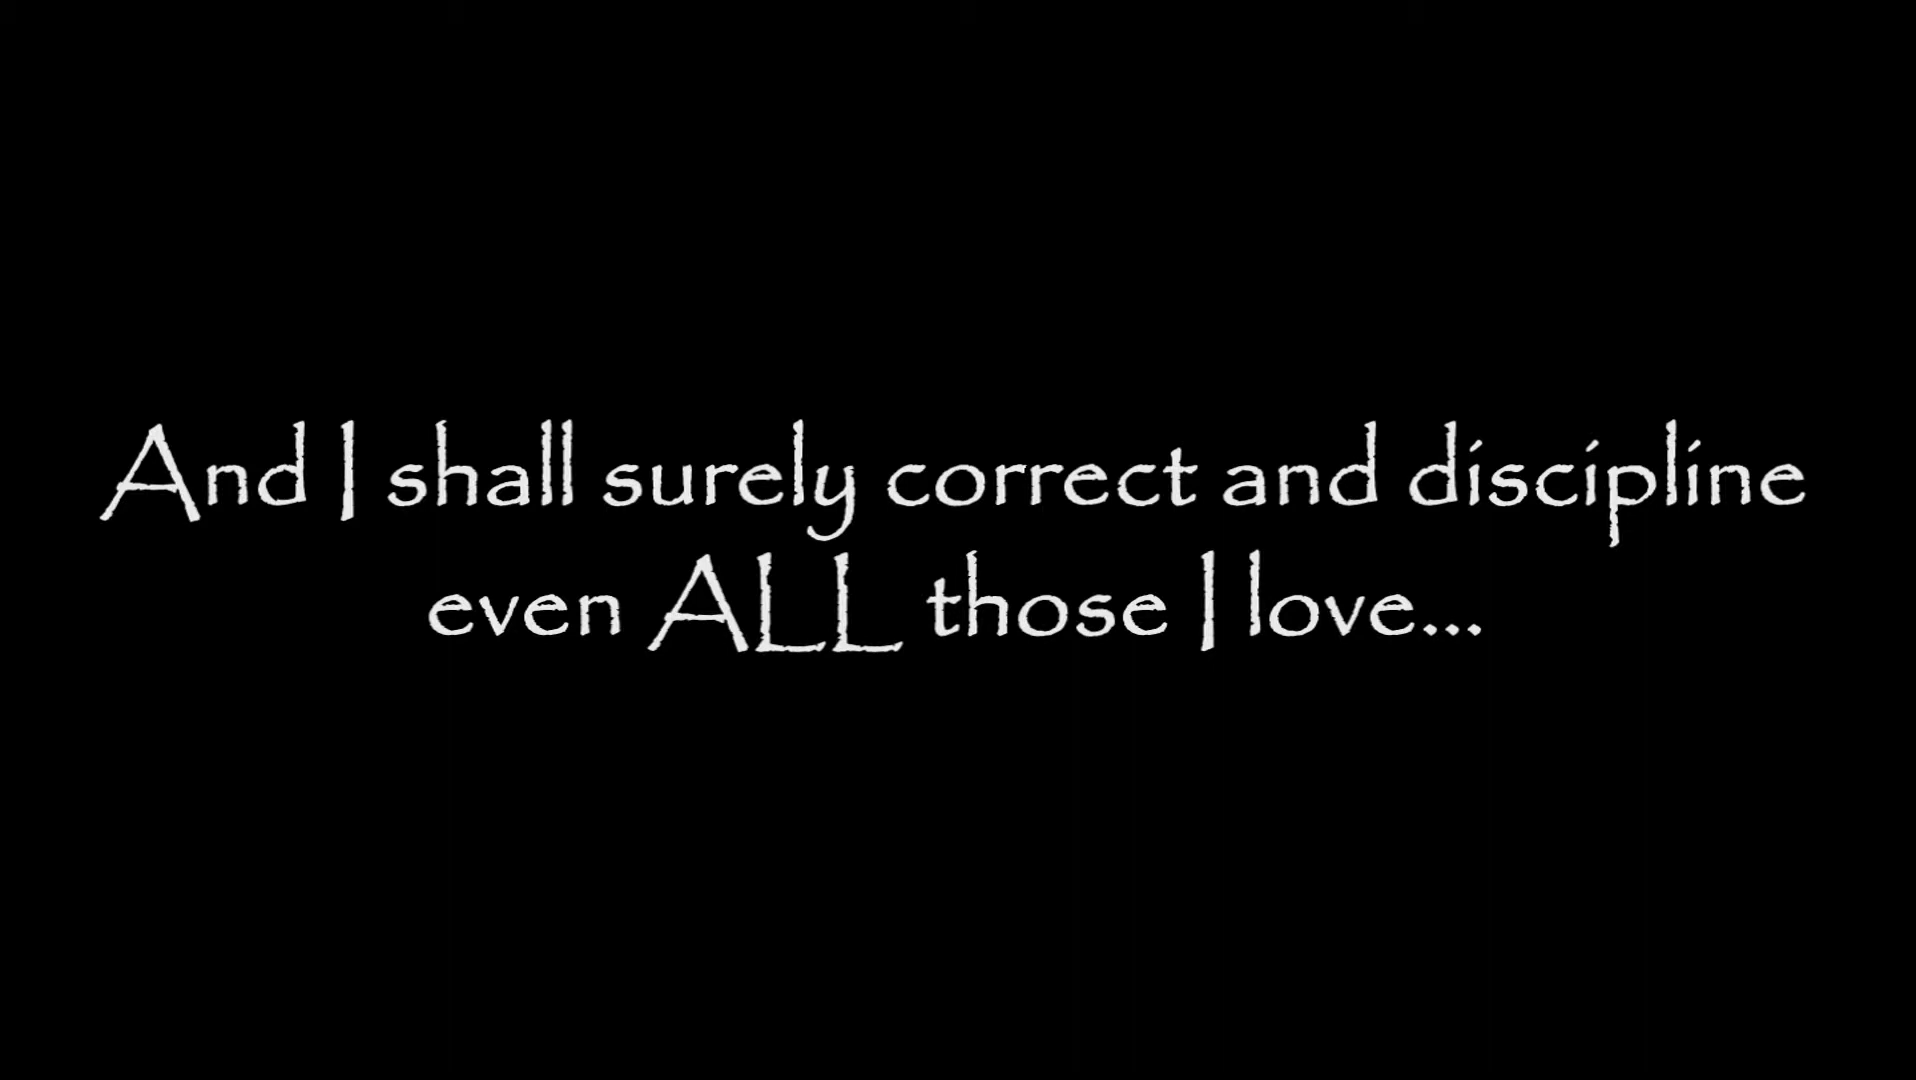 And I shall surely correct and discipline
even ALL those I love...